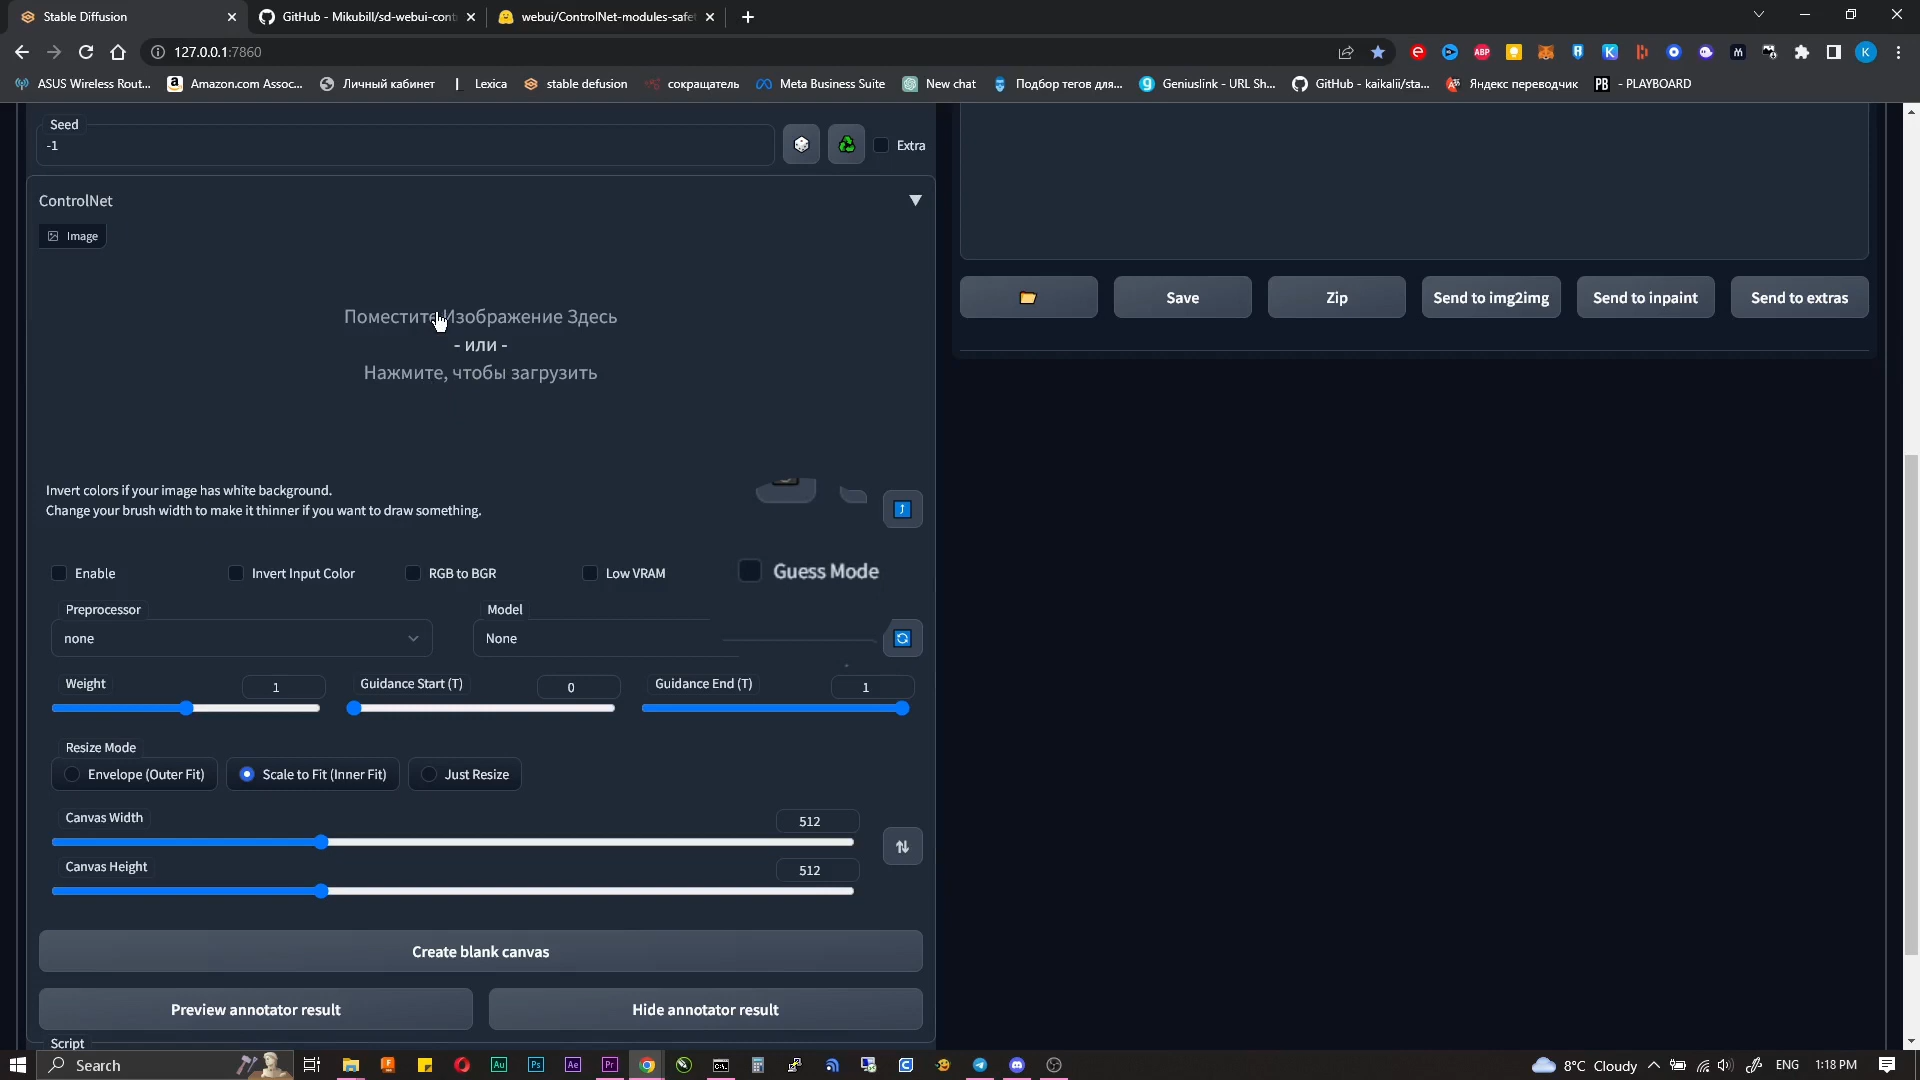 Stable Diffusion
GitHub - Mikubill/sd-webui-cont
webui/ControlNet-modules-safe
127.0.0.1:7860
ASUS Wireless Rout...
Amazon.com Assoc...
Личный кабинет
Lexica
stable defusion
сокращатель
Meta Business Suite
New chat
Подбор тегов для...
Geniuslink - URL Sh...
GitHub - kaikalii/sta...
Яндекс переводчик
PB - PLAYBOARD
Seed
-1
Extra
ControlNet
Image
Поместите Изображение Здесь
- или -
Нажмите, чтобы загрузить
Invert colors if your image has white background.
Change your brush width to make it thinner if you want to draw something.
Enable
Invert Input Color
RGB to BGR
Low VRAM
Guess Mode
Preprocessor
none
Model
None
Weight
1
Guidance Start (T)
0
Guidance End (T)
1
Resize Mode
Envelope (Outer Fit)
Scale to Fit (Inner Fit)
Just Resize
Canvas Width
512
Canvas Height
512
Create blank canvas
Preview annotator result
Hide annotator result
Script
Save
Zip
Send to img2img
Send to inpaint
Send to extras
Search
8°C Cloudy
ENG
1:18 PM